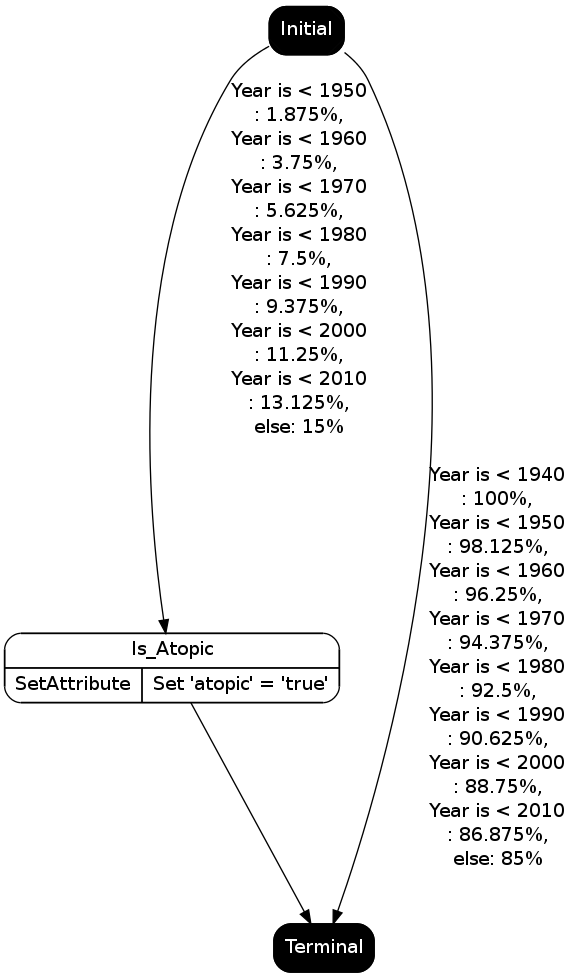 Initial
Year is < 1950
: 1.875%,
Year is < 1960
: 3.75%,
Year is < 1970
: 5.625%,
Year is < 1980
: 7.5%,
Year is < 1990
: 9.375%,
Year is < 2000
: 11.25%,
Year is < 2010
: 13.125%,
else: 15%
Year is < 1940
: 100%,
Year is < 1950
: 98.125%,
Year is < 1960
: 96.25%,
Year is < 1970
: 94.375%,
Year is < 1980
: 92.5%,
Year is < 1990
: 90.625%,
Year is < 2000
: 88.75%,
Year is < 2010
: 86.875%,
else: 85%
Is_Atopic
SetAttribute
Set 'atopic' = 'true'
Terminal